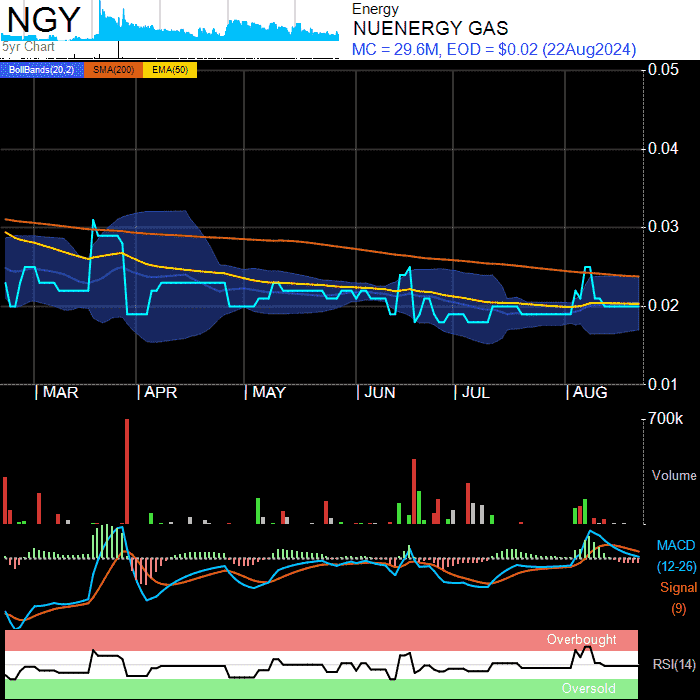 NGY
5yr Chart
Energy
NUENERGY GAS
MC = 29.6M, EOD = $0.02 (22Aug2024)
BollBands(20,2) SMA(200) EMA(50)
0.05
0.04
0.03
0.02
0.01
MAR APR MAY JUN JUL AUG
700k
Volume
MACD
(12-26)
Signal
(9)
Overbought
RSI(14)
Oversold